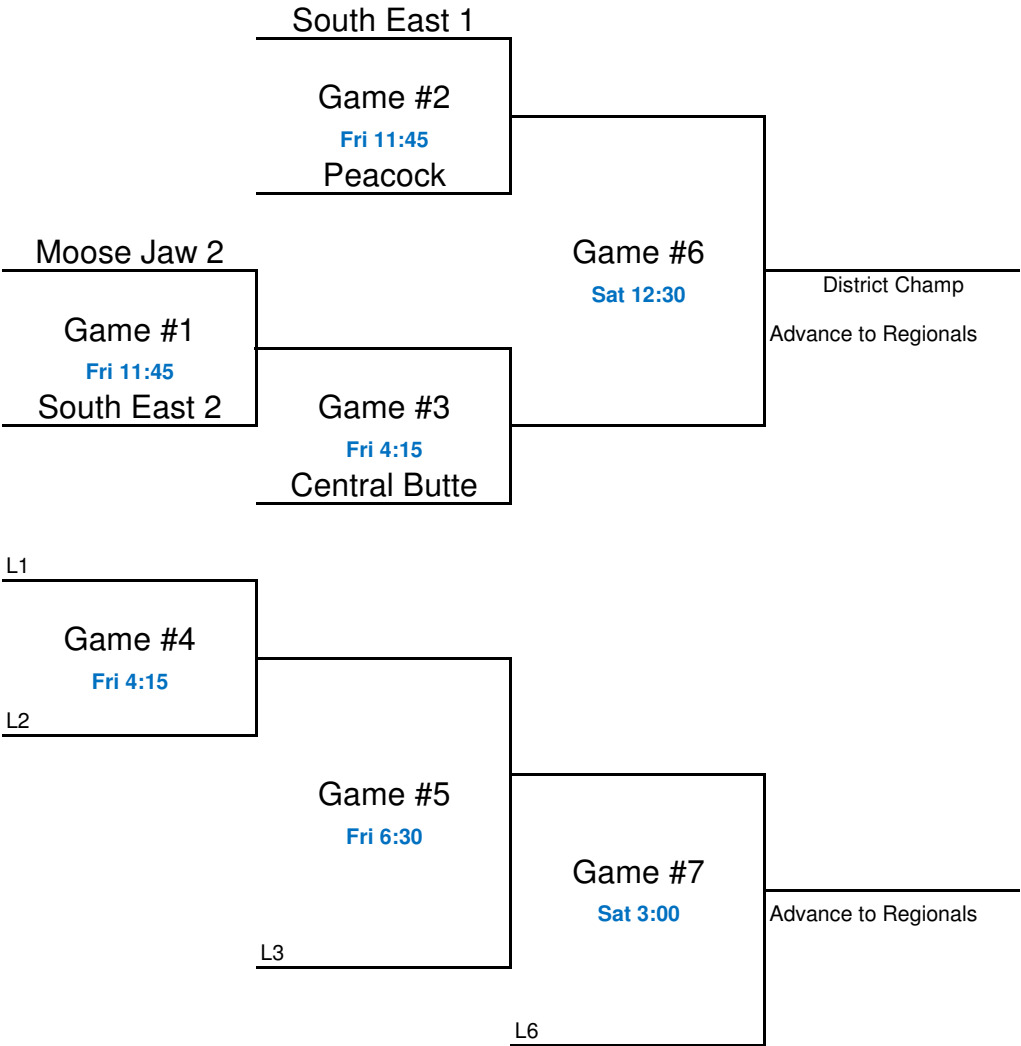 South East 1
Game #2
Fri 11:45
Peacock
Moose Jaw 2
Game #6
Sat 12:30
District Champ
Game #1
Advance to Regionals
Fri 11:45
South East 2
Game #3
Fri 4:15
Central Butte
L1
Game #4
Fri 4:15
L2
Game #5
Fri 6:30
Game #7
Sat 3:00
Advance to Regionals
L3
L6